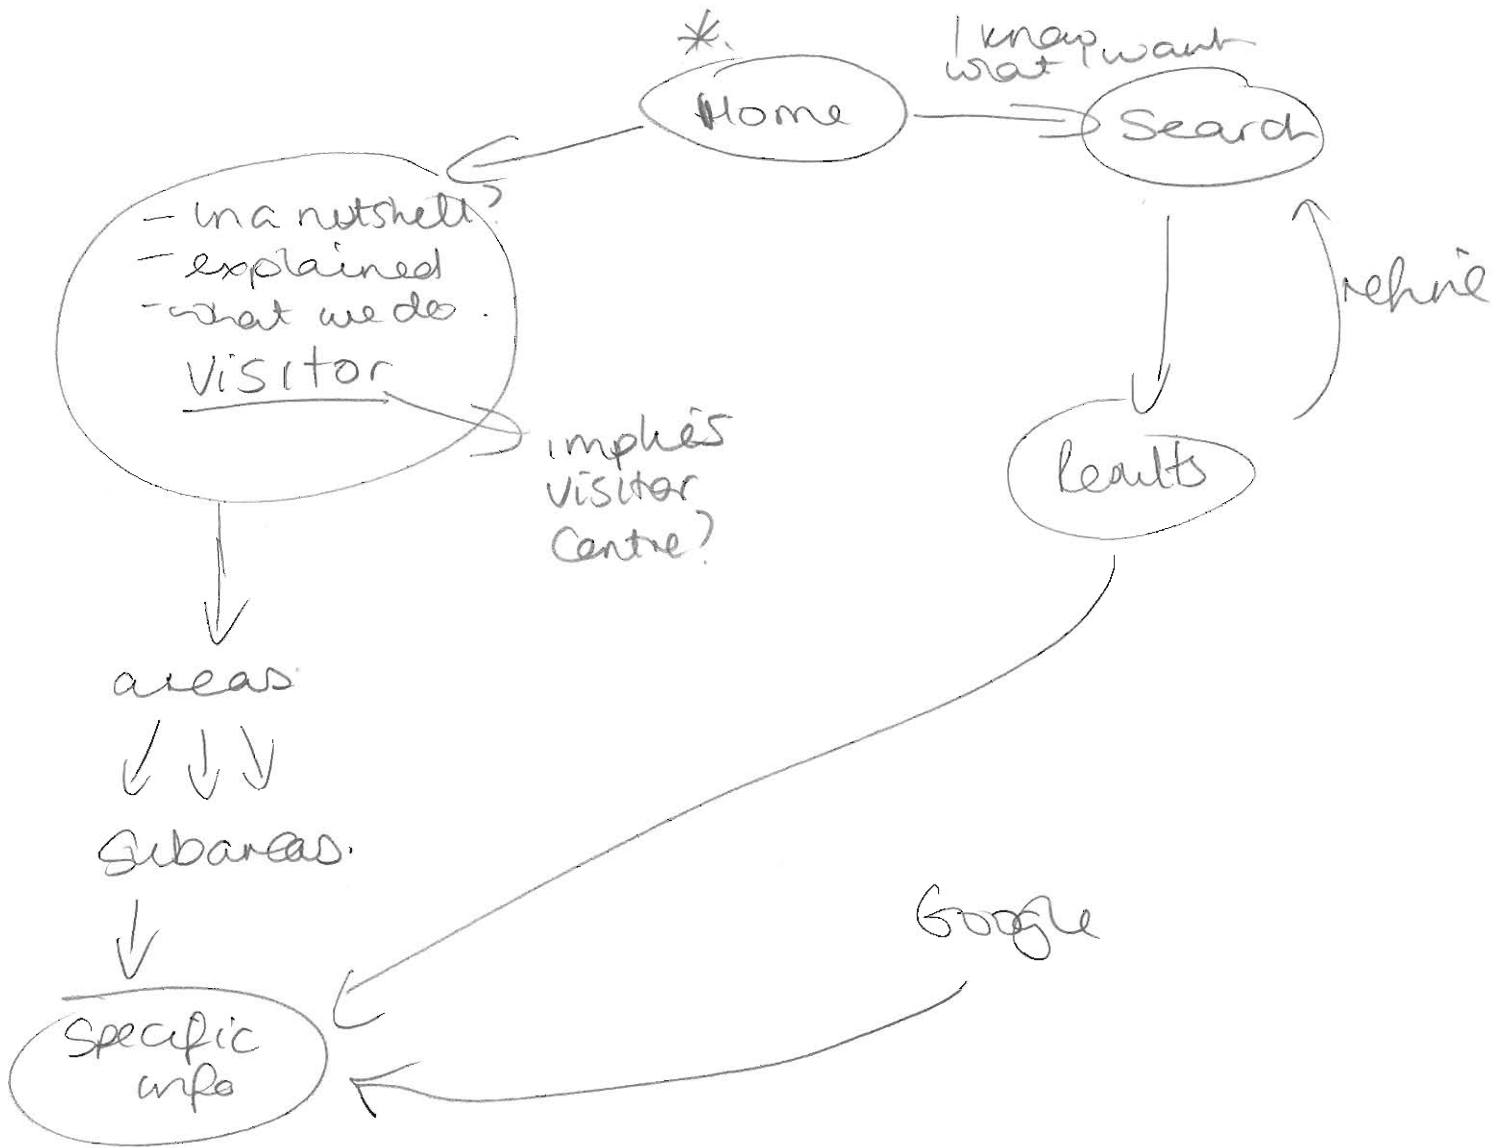 *.
Home
I know
what I want
Search
- in a nutshell?
- explained
- what we do.
visitor
implies
visitor
centre?
refine
Results
areas
subareas.
Google
Specific
info